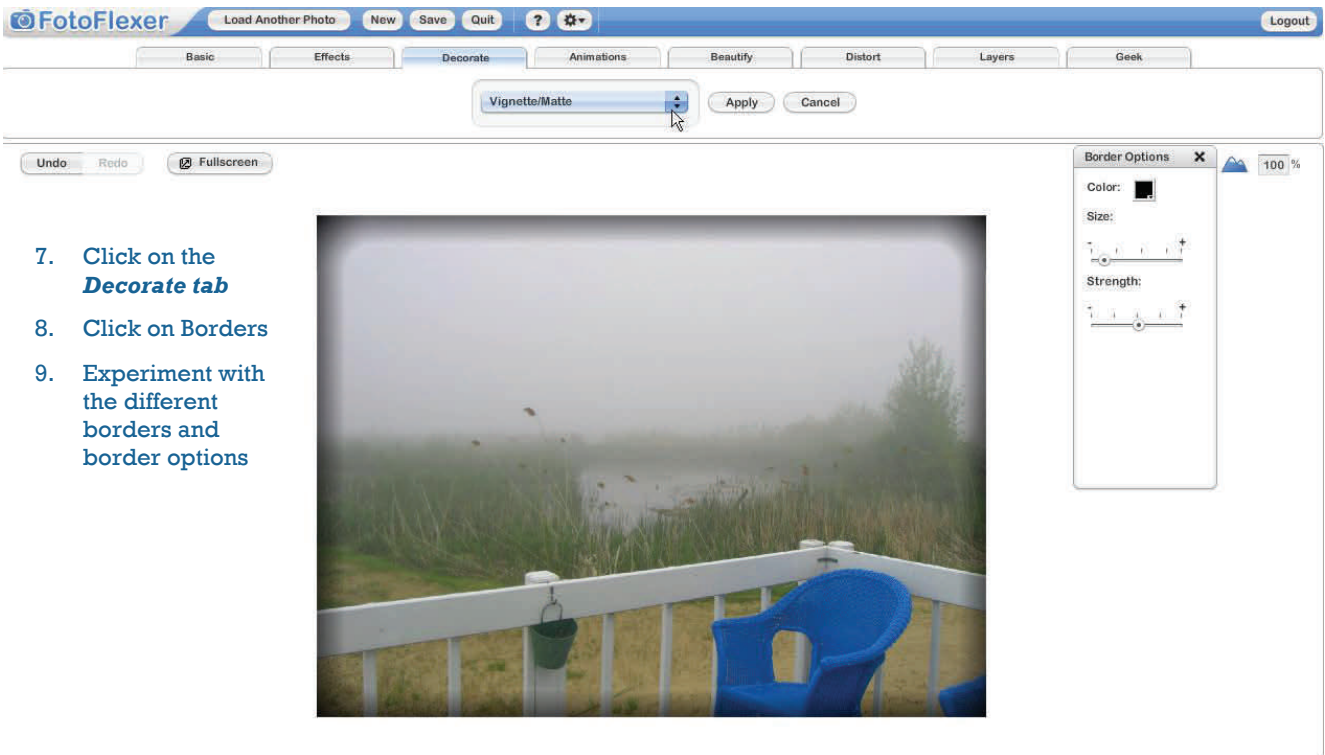 FotoFlexer Load Another Photo New Save Quit ? Logout
Basic Effects Decorate Animations Beautify Distort Layers Geek
Vignette/Matte Apply Cancel
Undo Redo Fullscreen
Border Options X 100 %
Color:
Size:
- +
Strength:
- +
7. Click on the
Decorate tab
8. Click on Borders
9. Experiment with
the different
borders and
border options